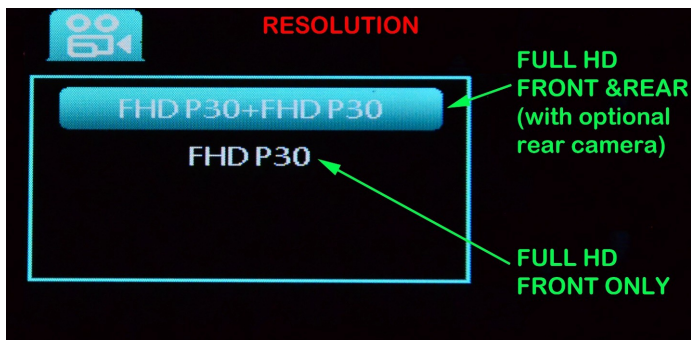 RESOLUTION
FULL HD
FRONT &REAR
(with optional
rear camera)
FHD P30+FHD P30
FHD P30
FULL HD
FRONT ONLY